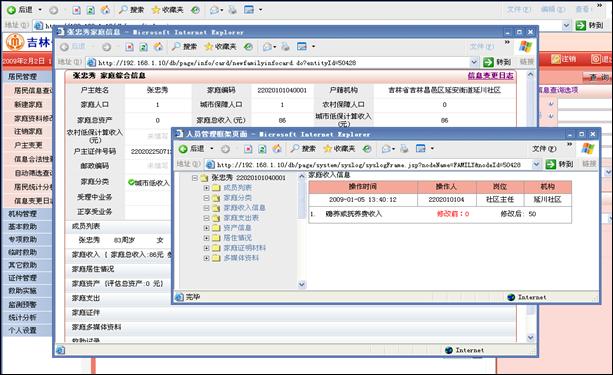 后退
搜索
收藏夹
文件(F) 编辑(E) 查看
地址(D)
转到
吉林
2009年2月2日
注销
居民管理
居民信息查
新建家庭
家庭资料修
注销家庭
户主变更
信息合法性
自动筛选查
居民统计分
信息变更日
机构管理
基本救助
专项救助
临时救助
其它救助
证件管理
救助实施
监测预警
统计分析
个人设置
息查询选项
张忠秀家庭信息 - Microsoft Internet Explorer
后退
搜索
收藏夹
文件(F)
地址(D) http://192.168.1.10/db/page/info/card/newfamilyinfocard.do?entityId=50428
转到
链接
张忠秀 家庭综合信息
信息变更日志
户主姓名 张忠秀 家庭编码 22020101040001 户籍机构 吉林省吉林昌邑区延安街道延川社区
家庭人口 1 城市保障人口 1 农村保障人口 0
家庭总资产 0 家庭总收入(元) 86 城市低保计算收入(元) 86
农村低保计算收入(元) 未填写
户主证件号码
邮政编码 未填写
家庭分类 城市低收入
受理中业务
正享受业务
成员列表
张忠秀 83周岁 女
家庭收入 [ 家庭总收入:86元
家庭居住情况
家庭资产 [评估总资产:0 元]
家庭支出
家庭证件
家庭多媒体资料
救助记录
Internet
人员管理框架页面 - Microsoft Internet Explorer
后退
搜索
收藏夹
文件(F)
地址(D) http://192.168.1.10/db/page/system/syslog/syslogFrame.jsp?nodeName=FAMILY&nodeId=50428
转到
链接
张忠秀 22020101040001
成员列表
家庭分类
家庭收入信息
家庭支出表
资产信息
居住情况
家庭证明材料
多媒体资料
家庭收入信息
操作时间 操作人 岗位 机构
2009-01-05 13:40:12 2202010104 社区主任 延川社区
1. 赡养或抚养费收入 修改前:0 修改后: 50
完毕
Internet